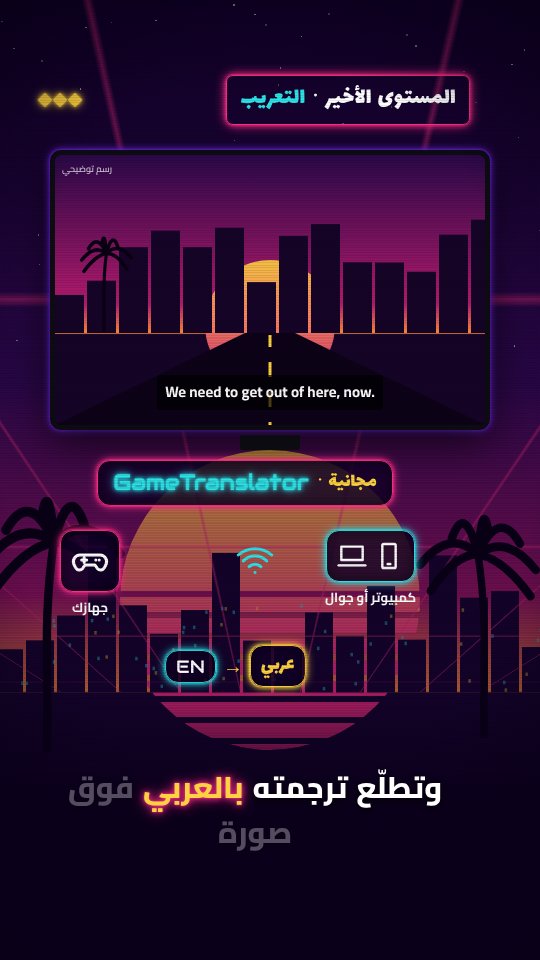 المستوى الأخير · التعريب
رسم توضيحي
We need to get out of here, now.
مجانية · GameTranslator
كمبيوتر أو جوال
جهازك
EN → عربي
وتطلّع ترجمته بالعربي فوق
صورة